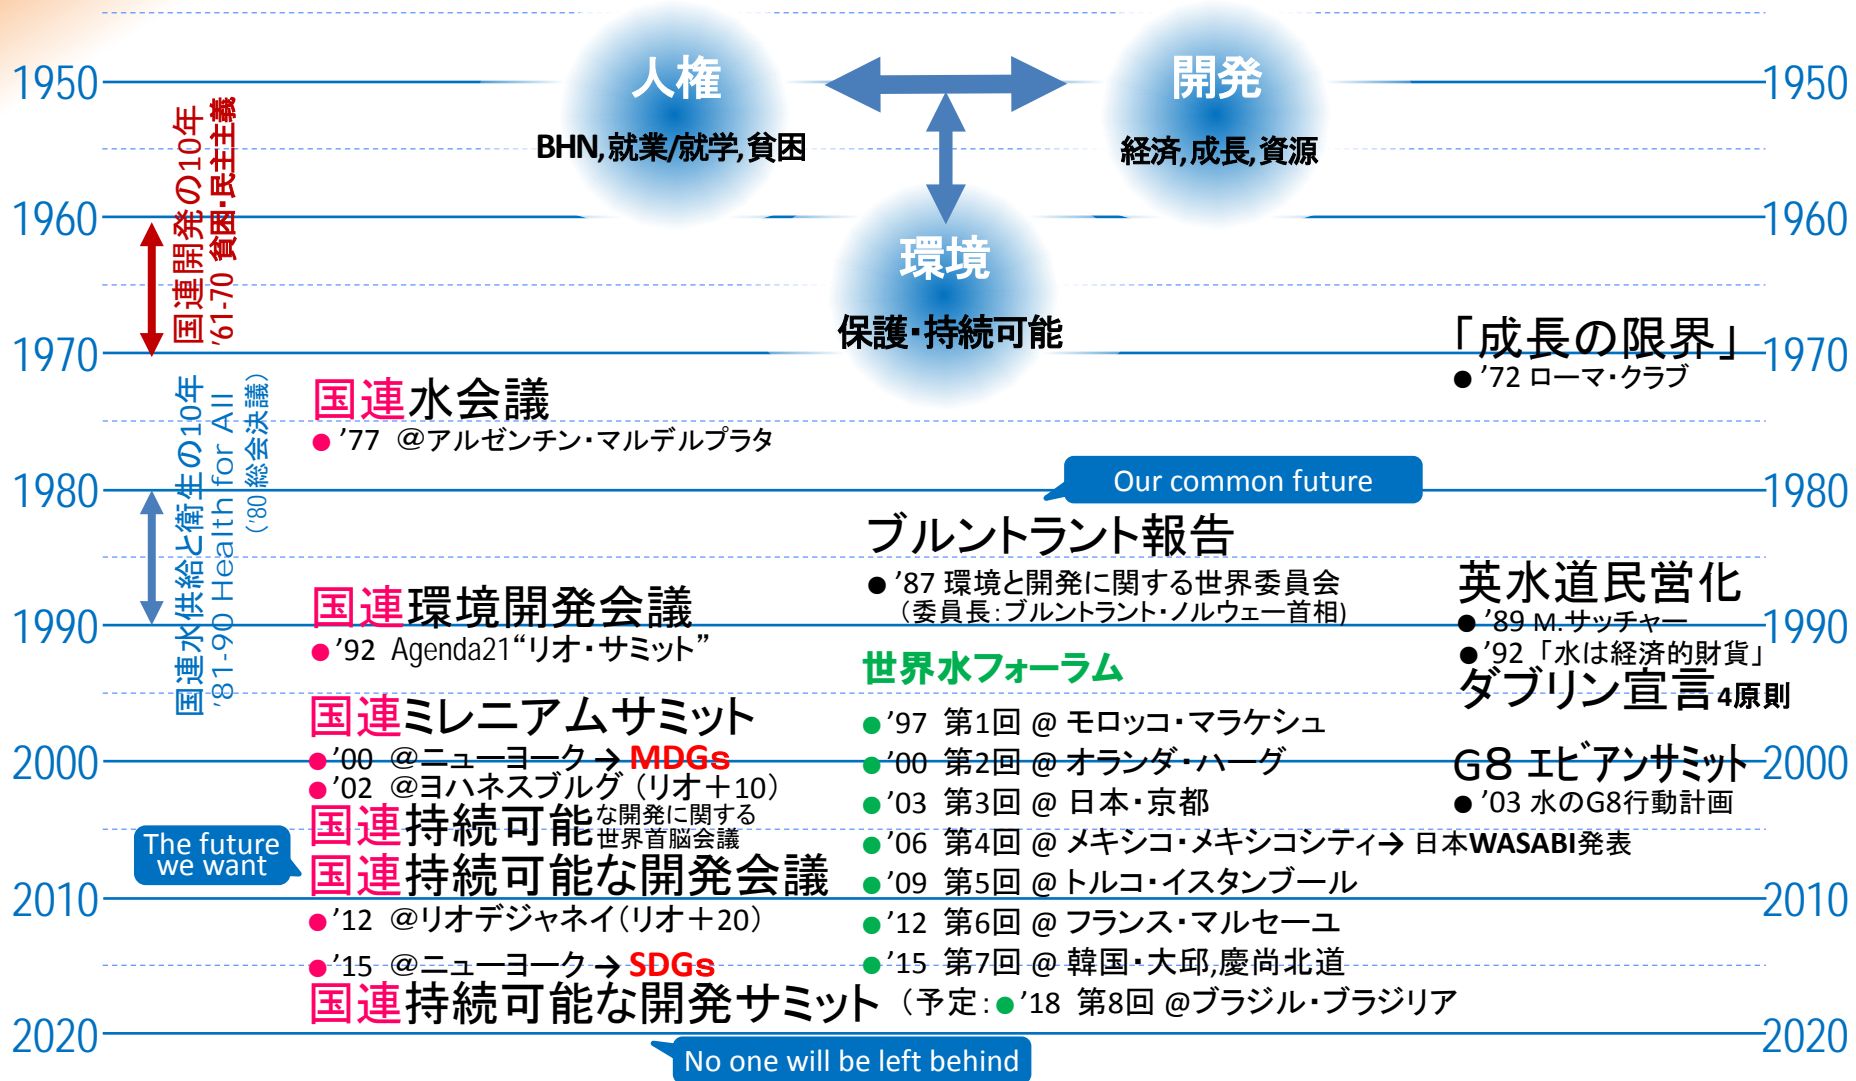 1950
1950
1960
1960
1970
1970
1980
1980
1990
1990
2000
2000
2010
2010
2020
2020
人権
BHN,就業/就学,貧困
開発
経済,成長,資源
環境
保護・持続可能
国連開発の10年
'61-70 貧困・民主主義
国連水供給と衛生の10年
'81-90 Health for All
('80 総会決議)
「成長の限界」
● '72 ローマ・クラブ
国連水会議
● '77 @アルゼンチン・マルデルプラタ
Our common future
ブルントラント報告
● '87 環境と開発に関する世界委員会
(委員長:ブルントラント・ノルウェー首相)
英水道民営化
● '89 M.サッチャー
● '92 「水は経済的財貨」
ダブリン宣言4原則
国連環境開発会議
● '92 Agenda21“リオ・サミット”
世界水フォーラム
● '97 第1回 @ モロッコ・マラケシュ
● '00 第2回 @ オランダ・ハーグ
● '03 第3回 @ 日本・京都
● '06 第4回 @ メキシコ・メキシコシティ→ 日本WASABI発表
● '09 第5回 @ トルコ・イスタンブール
● '12 第6回 @ フランス・マルセーユ
● '15 第7回 @ 韓国・大邱,慶尚北道
(予定:● '18 第8回 @ブラジル・ブラジリア
G8 エビアンサミット
● '03 水のG8行動計画
国連ミレニアムサミット
● '00 @ニューヨーク → MDGs
● '02 @ヨハネスブルグ (リオ+10)
国連持続可能な開発に関する
世界首脳会議
The future
we want
国連持続可能な開発会議
● '12 @リオデジャネイ(リオ+20)
● '15 @ニューヨーク → SDGs
国連持続可能な開発サミット
No one will be left behind